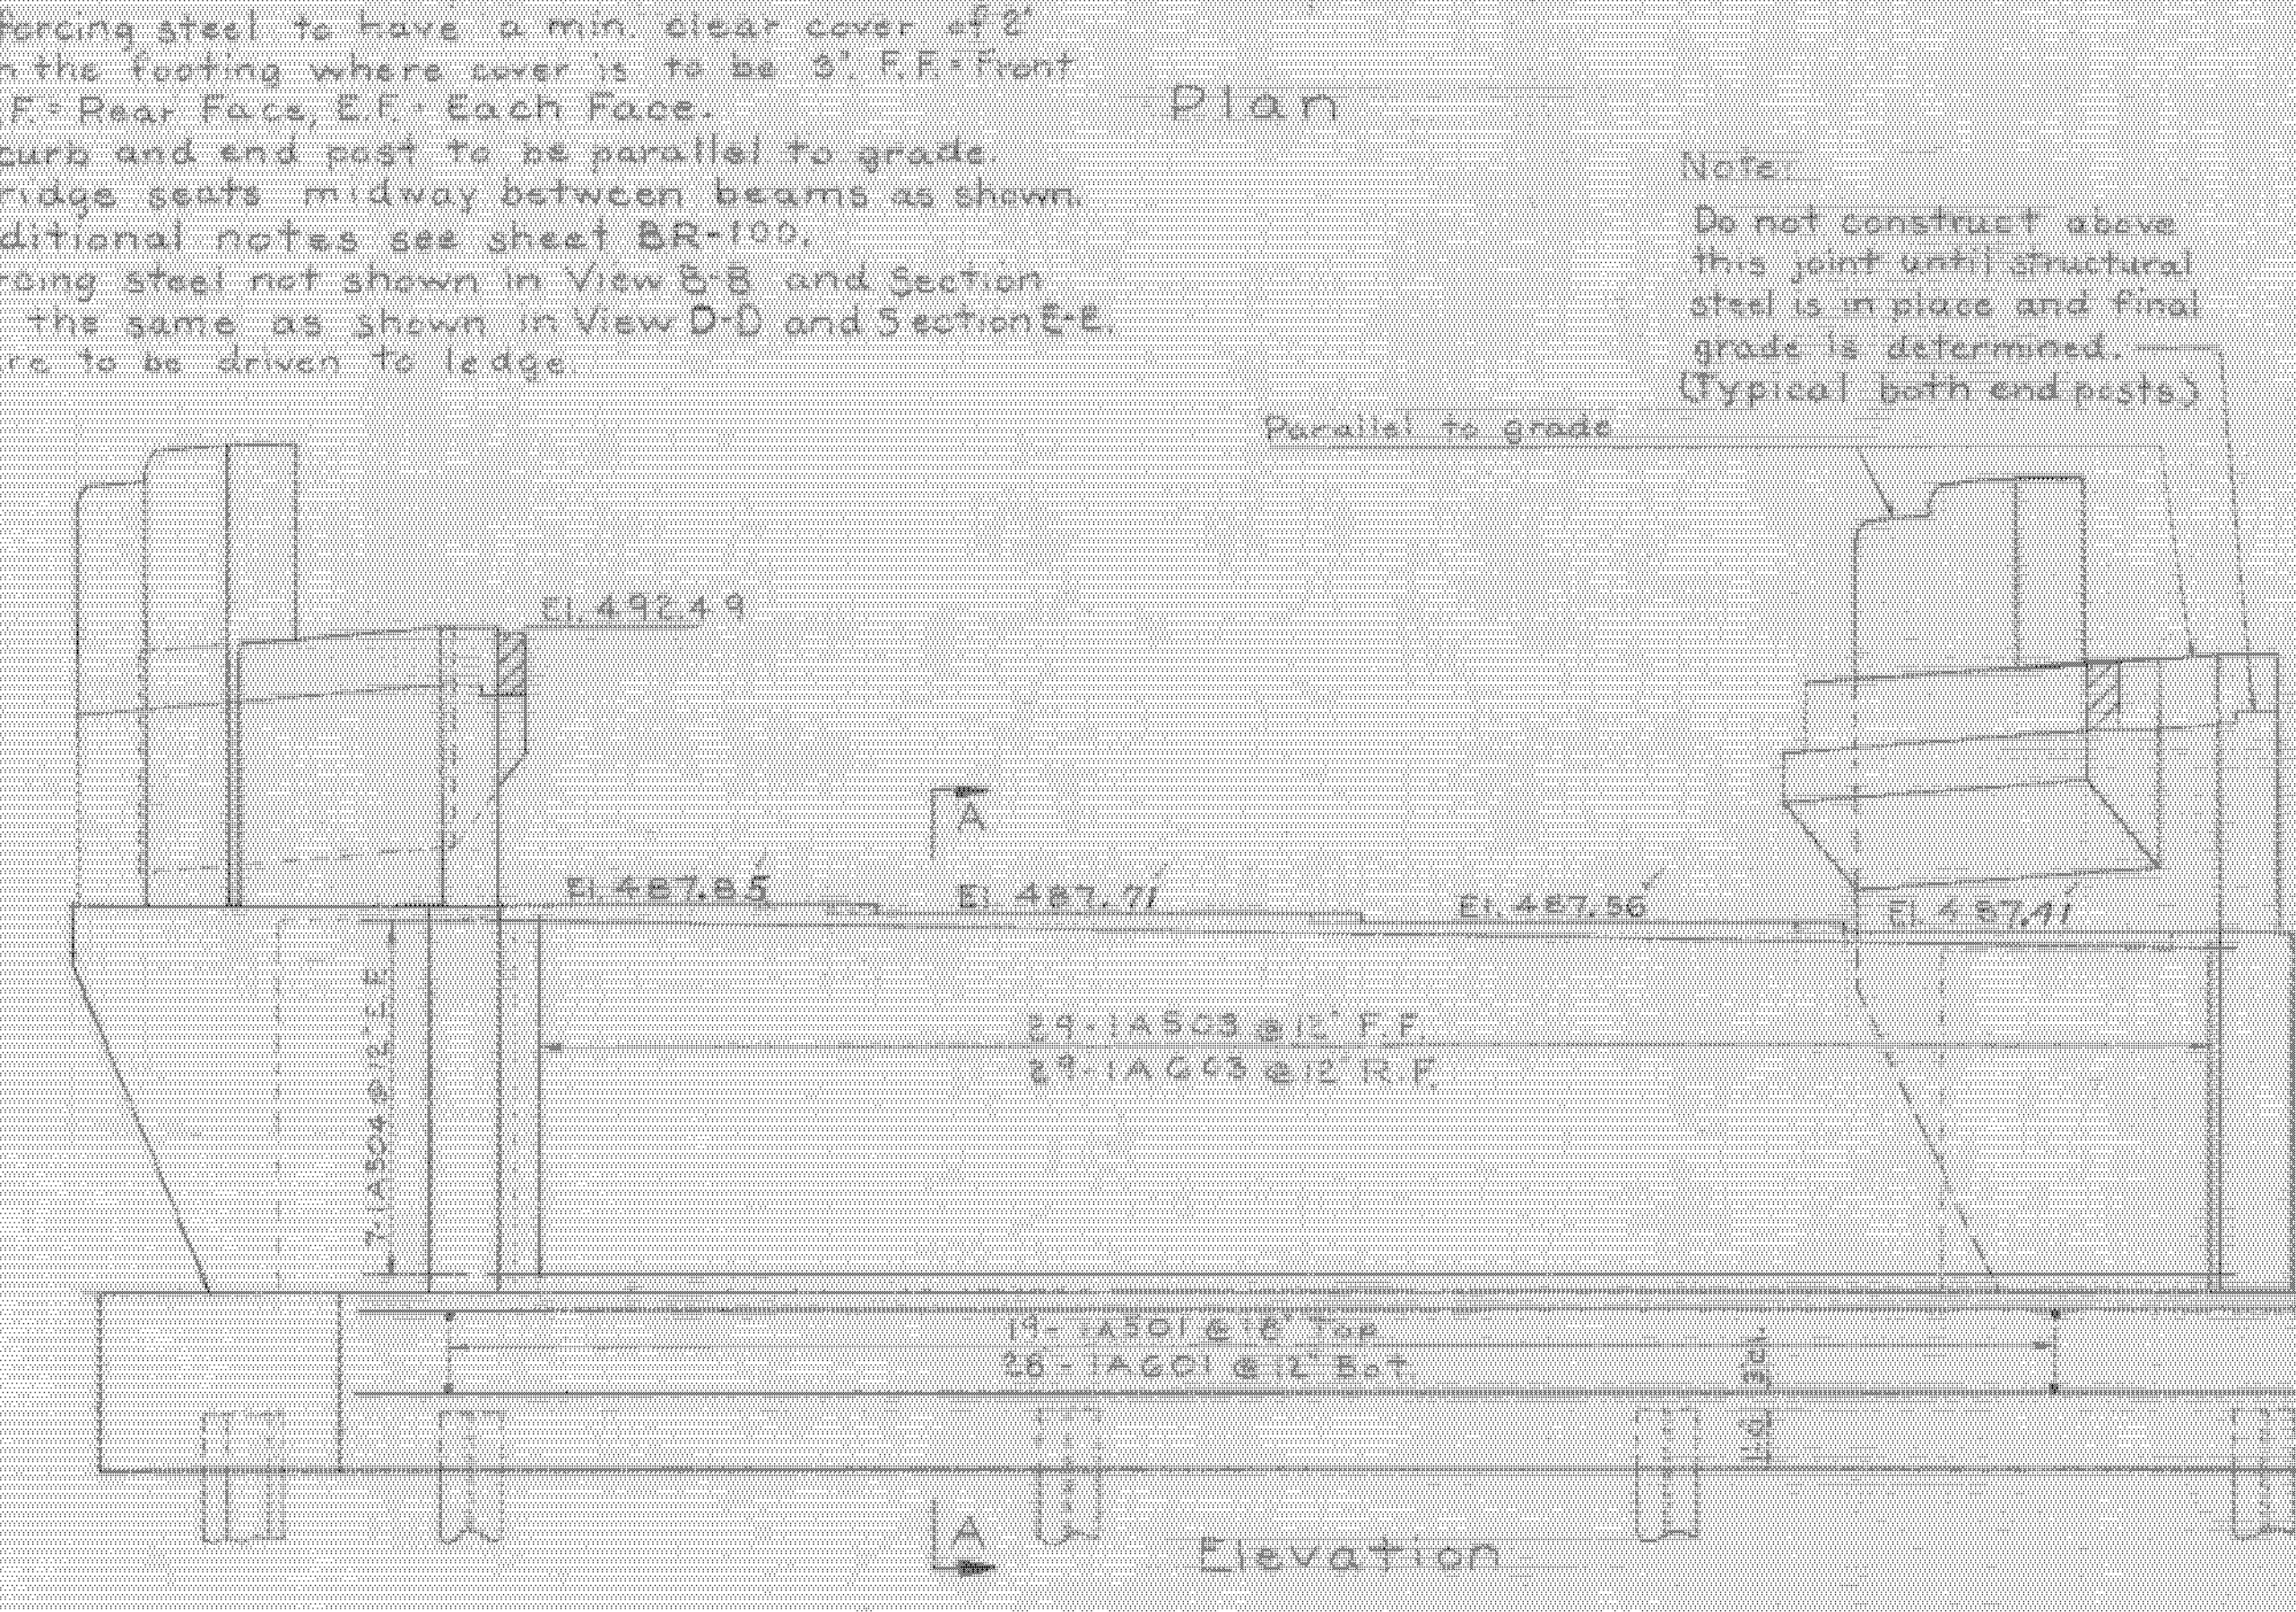 forcing steel to have a min. clear cover of 2"
n the footing where cover is to be 3". F.F. = Front
.F. = Rear Face, E.F. = Each Face.
curb and end post to be parallel to grade.
ridge seats midway between beams as shown.
ditional notes see sheet BR-100.
rcing steel not shown in View B-B and Section
the same as shown in View D-D and Section E-E.
re to be driven to ledge.
Plan
Note:
Do not construct above
this joint until structural
steel is in place and final
grade is determined.
(Typical both end posts)
Parallel to grade
El. 492.49
A
El. 487.85
El. 487.71
El. 487.56
El. 487.41
7-1A504 @ 12" E.F.
29-1A503 @ 12" F.F.
29-1A603 @ 12" R.F.
19-1A501 @ 18" Top
28-1A601 @ 12" Bot.
A
Elevation